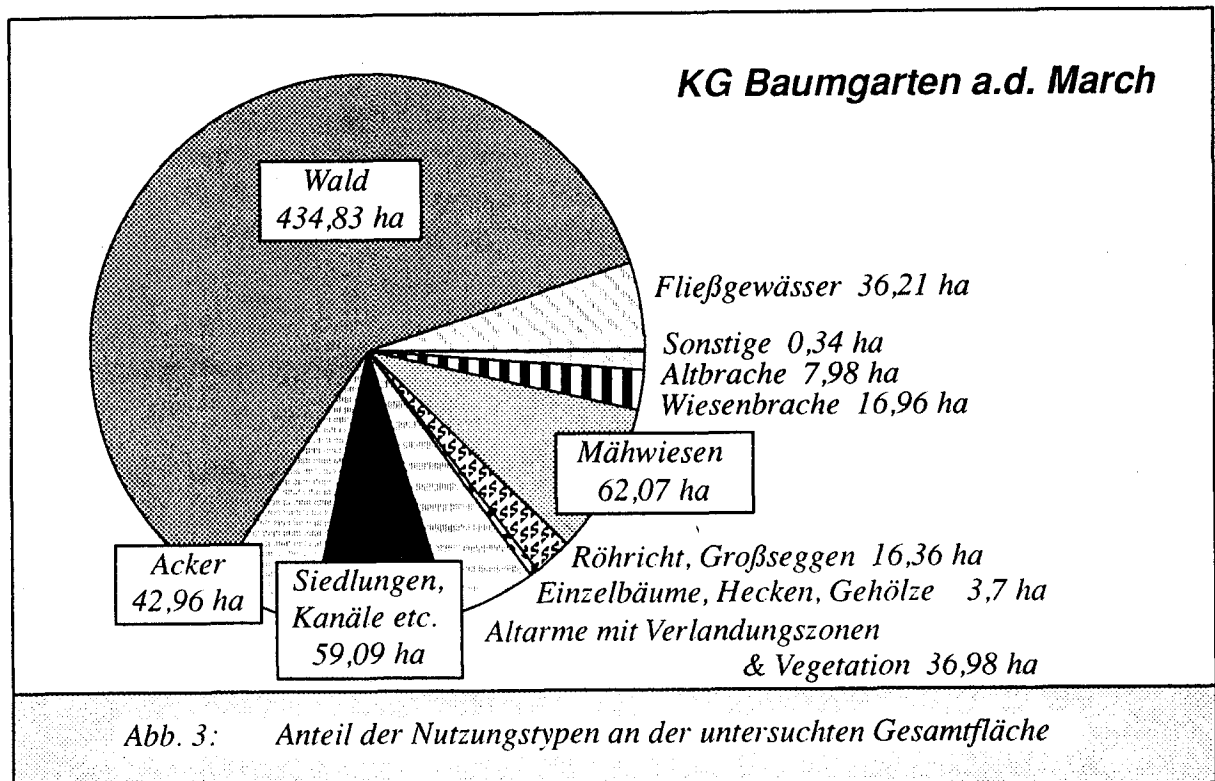 KG Baumgarten a.d. March
Wald
434,83 ha
Fließgewässer 36,21 ha
Sonstige 0,34 ha
Altbrache 7,98 ha
Wiesenbrache 16,96 ha
Mähwiesen
62,07 ha
Röhricht, Großseggen 16,36 ha
Einzelbäume, Hecken, Gehölze 3,7 ha
Altarme mit Verlandungszonen
& Vegetation 36,98 ha
Siedlungen,
Kanäle etc.
59,09 ha
Acker
42,96 ha
Abb. 3: Anteil der Nutzungstypen an der untersuchten Gesamtfläche